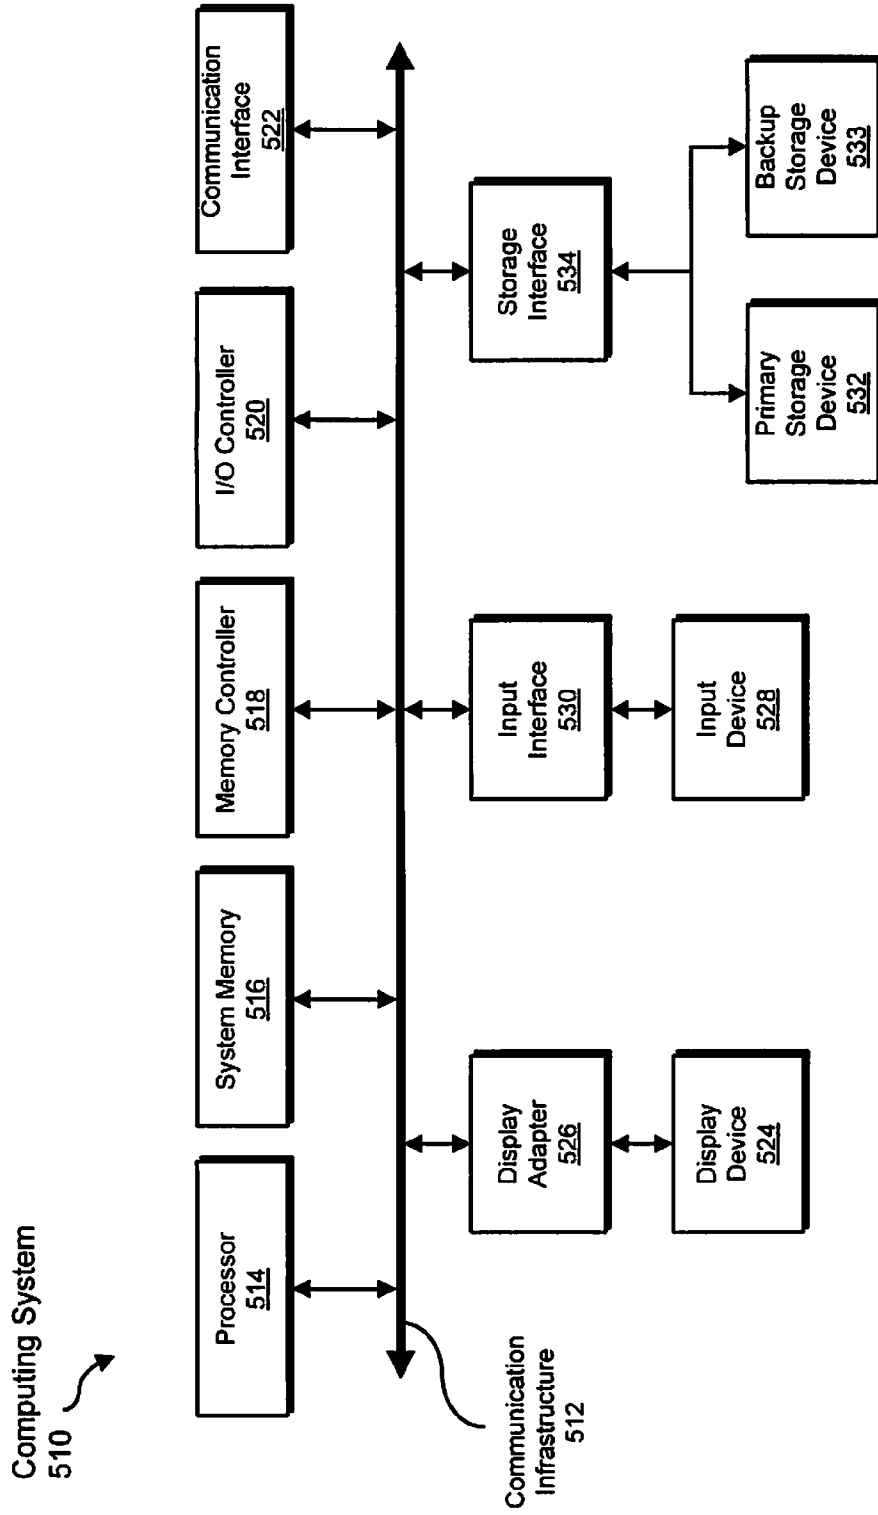 Computing System
510
Processor
514
System Memory
516
Memory Controller
518
I/O Controller
520
Communication
Interface
522
Communication
Infrastructure
512
Display
Adapter
526
Input
Interface
530
Storage
Interface
534
Display
Device
524
Input
Device
528
Primary
Storage
Device
532
Backup
Storage
Device
533